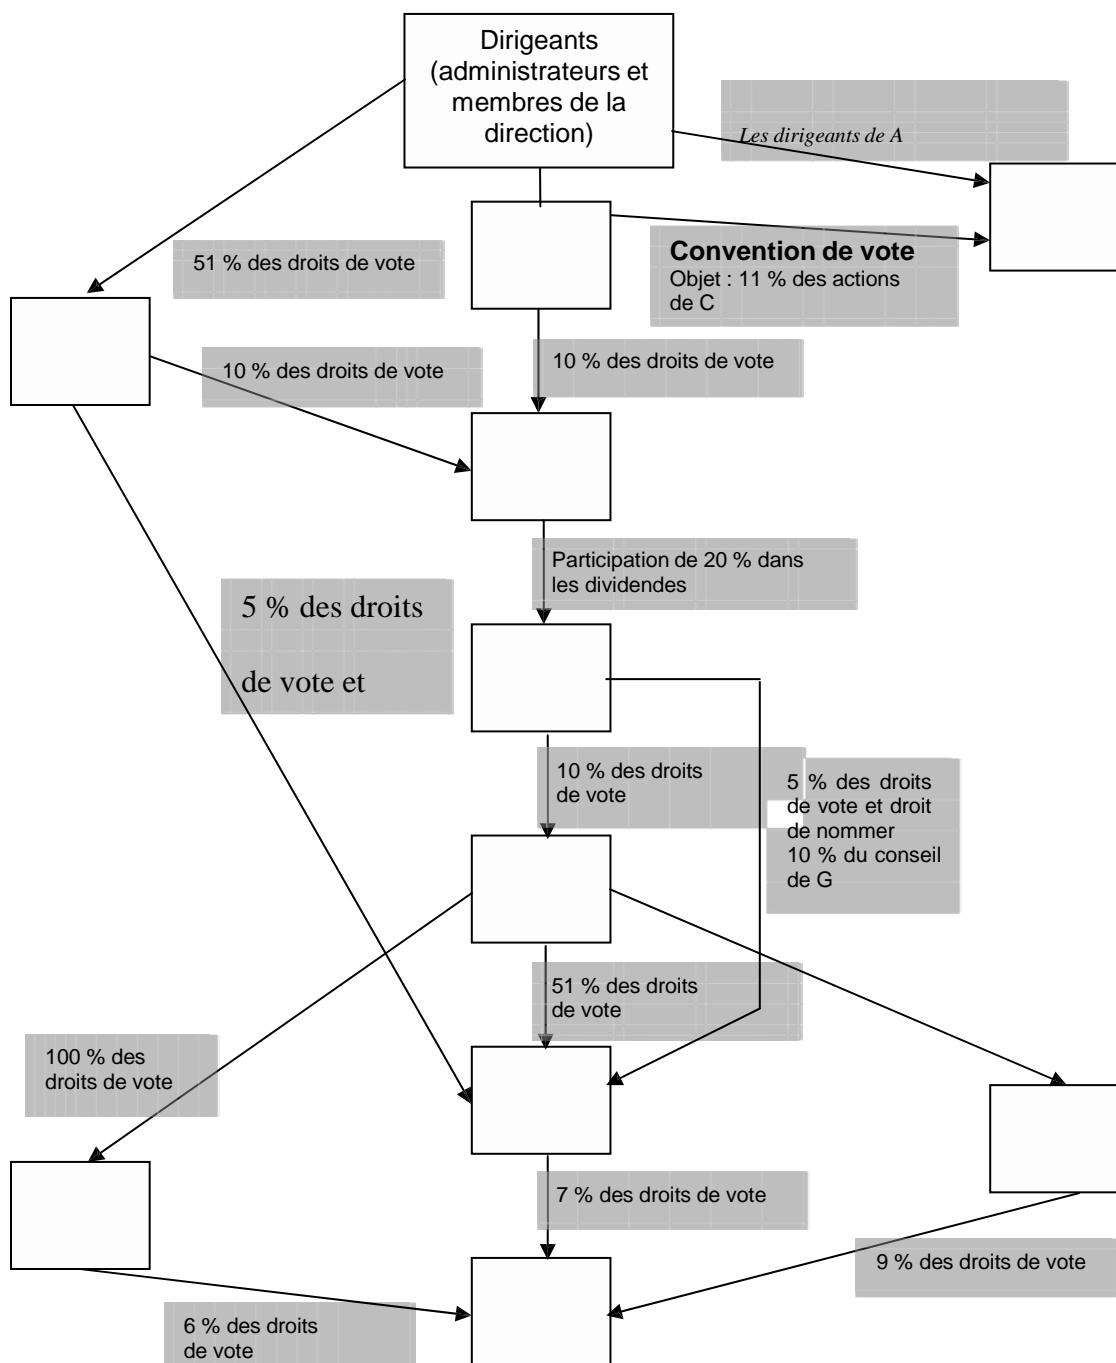 Dirigeants
(administrateurs et
membres de la
direction)
Les dirigeants de A
51 % des droits de vote
Convention de vote
Objet : 11 % des actions
de C
10 % des droits de vote
10 % des droits de vote
Participation de 20 % dans
les dividendes
5 % des droits
de vote et
10 % des droits
de vote
5 % des droits
de vote et droit
de nommer
10 % du conseil
de G
51 % des droits
de vote
100 % des
droits de vote
7 % des droits de vote
9 % des droits de vote
6 % des droits
de vote